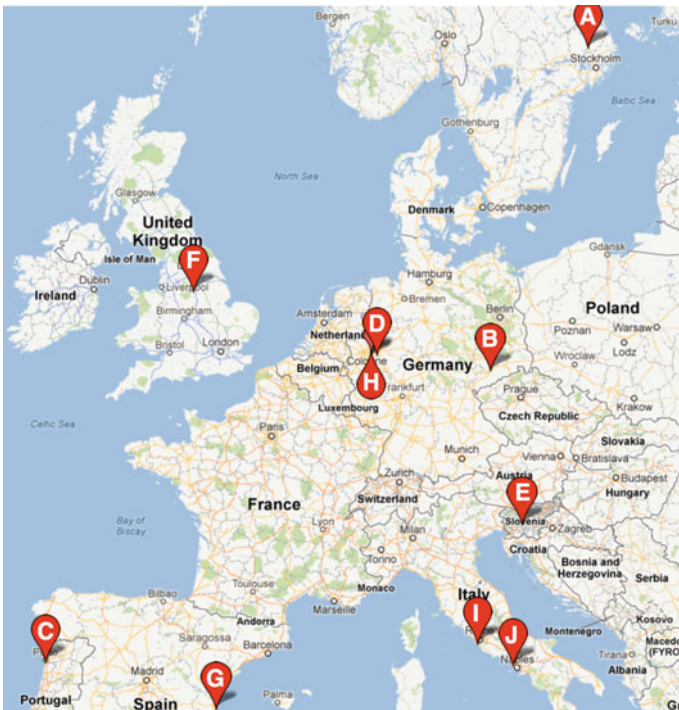 A
Bergen
Oslo
Turku
Stockholm
Baltic Sea
Gothenburg
North Sea
Glasgow
United
Kingdom
Denmark
Copenhagen
Isle of Man
F
Gdansk
Dublin
Liverpool
Hamburg
Ireland
Bremen
Birmingham
Amsterdam
Berlin
Poland
D
Netherlands
B
Poznan
Warsaw
Bristol
London
Lodz
Cologne
Germany
Wroclaw
Belgium
H
Frankfurt
Prague
Krakow
Luxembourg
Czech Republic
Celtic Sea
Paris
Slovakia
Munich
Vienna
Bratislava
Zurich
Austria
Budapest
Switzerland
Hungary
France
E
Bay of
Biscay
Lyon
Slovenia
Zagreb
Milan
Croatia
Torino
Bosnia and
Herzegovina
Serbia
Toulouse
Monaco
Bilbao
Italy
Marseille
Andorra
I
Kosovo
C
J
Montenegro
Saragossa
Macedo
(FYRO
Barcelona
Tirana
Naples
Albania
Madrid
G
Portugal
Spain
Palma